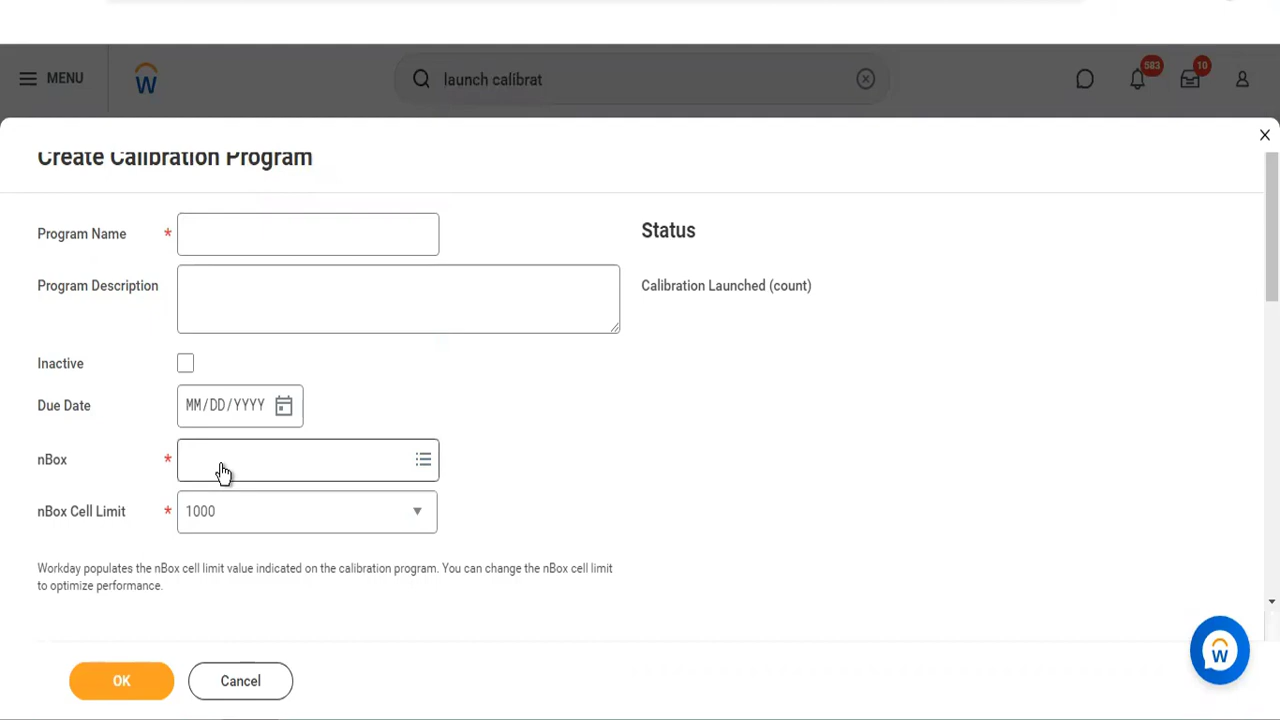 MENU
launch calibrat
583
10
Create Calibration Program
Program Name *
Status
Program Description
Calibration Launched (count)
Inactive
Due Date MM/DD/YYYY
nBox *
nBox Cell Limit * 1000
Workday populates the nBox cell limit value indicated on the calibration program. You can change the nBox cell limit
to optimize performance.
OK Cancel